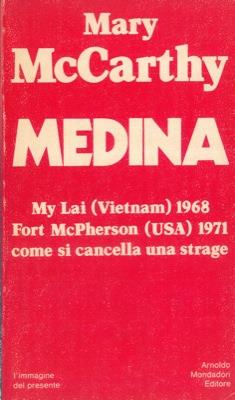 Mary
McCarthy
MEDINA
My Lai (Vietnam) 1968
Fort McPherson (USA) 1971
come si cancella una strage
l'immagine
del presente
Arnoldo
Mondadori
Editore